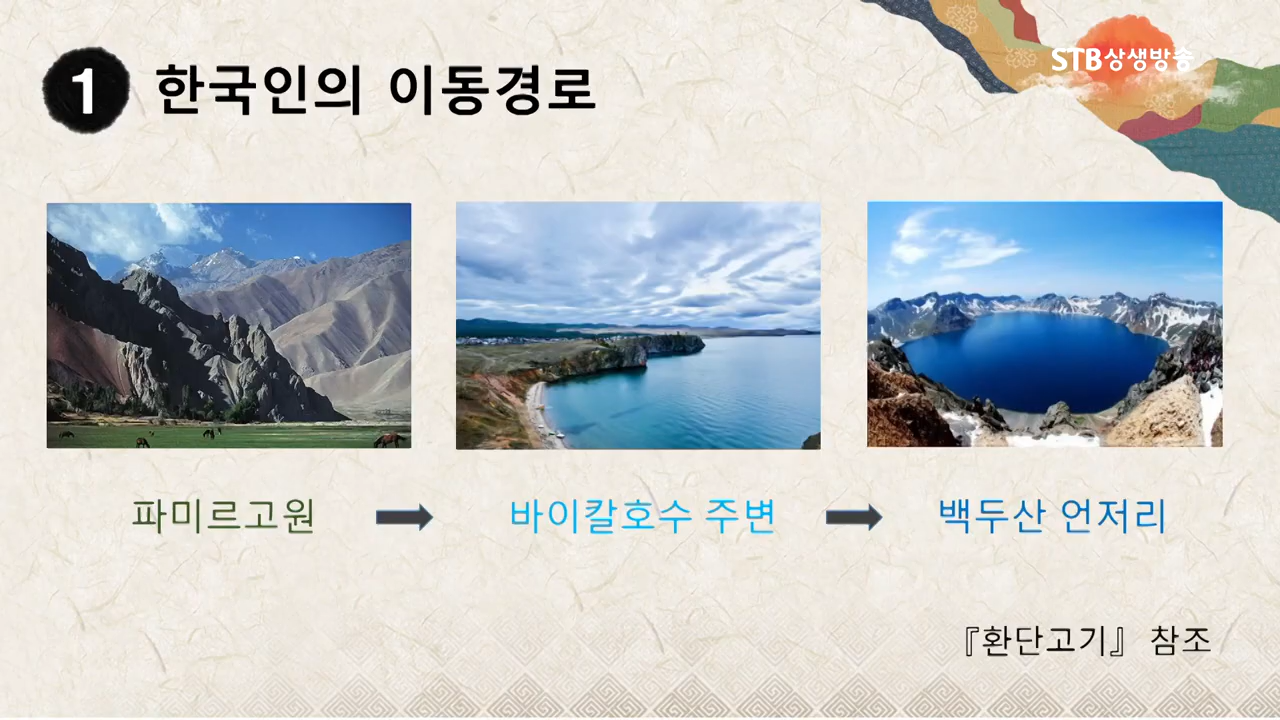 STB상생방송
1 한국인의 이동경로
파미르고원
바이칼호수 주변
백두산 언저리
『환단고기』 참조